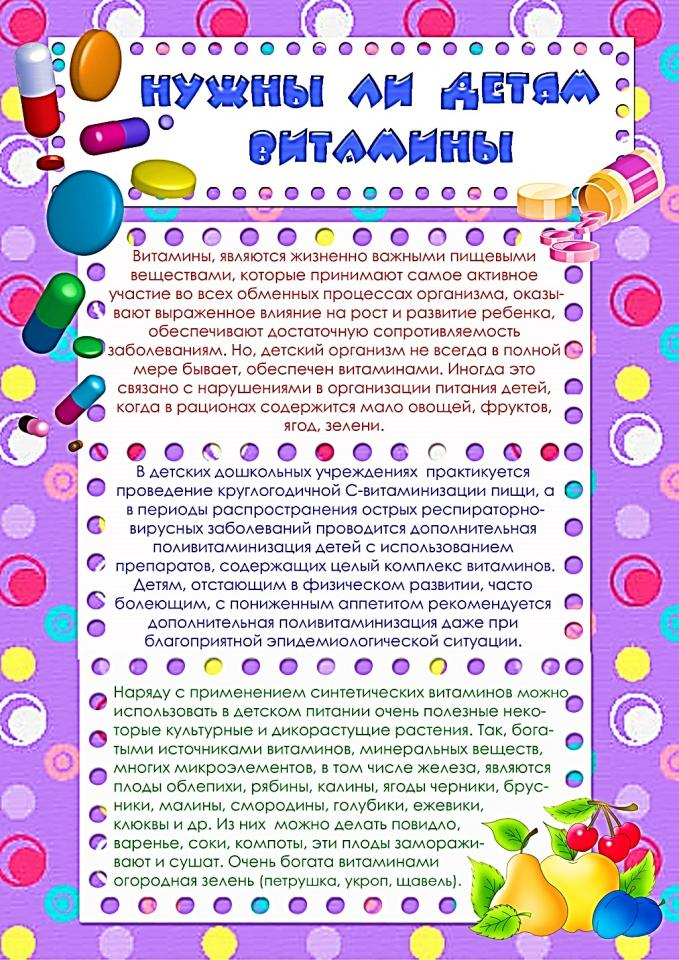 НУЖНЫ ЛИ ДЕТЯМ
ВИТАМИНЫ
Витамины, являются жизненно важными пищевыми
веществами, которые принимают самое активное
участие во всех обменных процессах организма, оказы-
вают выраженное влияние на рост и развитие ребенка,
обеспечивают достаточную сопротивляемость
заболеваниям. Но, детский организм не всегда в полной
мере бывает, обеспечен витаминами. Иногда это
связано с нарушениями в организации питания детей,
когда в рационах содержится мало овощей, фруктов,
ягод, зелени.
В детских дошкольных учреждениях практикуется
проведение круглогодичной С-витаминизации пищи, а
в периоды распространения острых респираторно-
вирусных заболеваний проводится дополнительная
поливитаминизация детей с использованием
препаратов, содержащих целый комплекс витаминов.
Детям, отстающим в физическом развитии, часто
болеющим, с пониженным аппетитом рекомендуется
дополнительная поливитаминизация даже при
благоприятной эпидемиологической ситуации.
Наряду с применением синтетических витаминов можно
использовать в детском питании очень полезные неко-
торые культурные и дикорастущие растения. Так, бога-
тыми источниками витаминов, минеральных веществ,
многих микроэлементов, в том числе железа, являются
плоды облепихи, рябины, калины, ягоды черники, брус-
ники, малины, смородины, голубики, ежевики,
клюквы и др. Из них можно делать повидло,
варенье, соки, компоты, эти плоды заморажи-
вают и сушат. Очень богата витаминами
огородная зелень (петрушка, укроп, щавель).